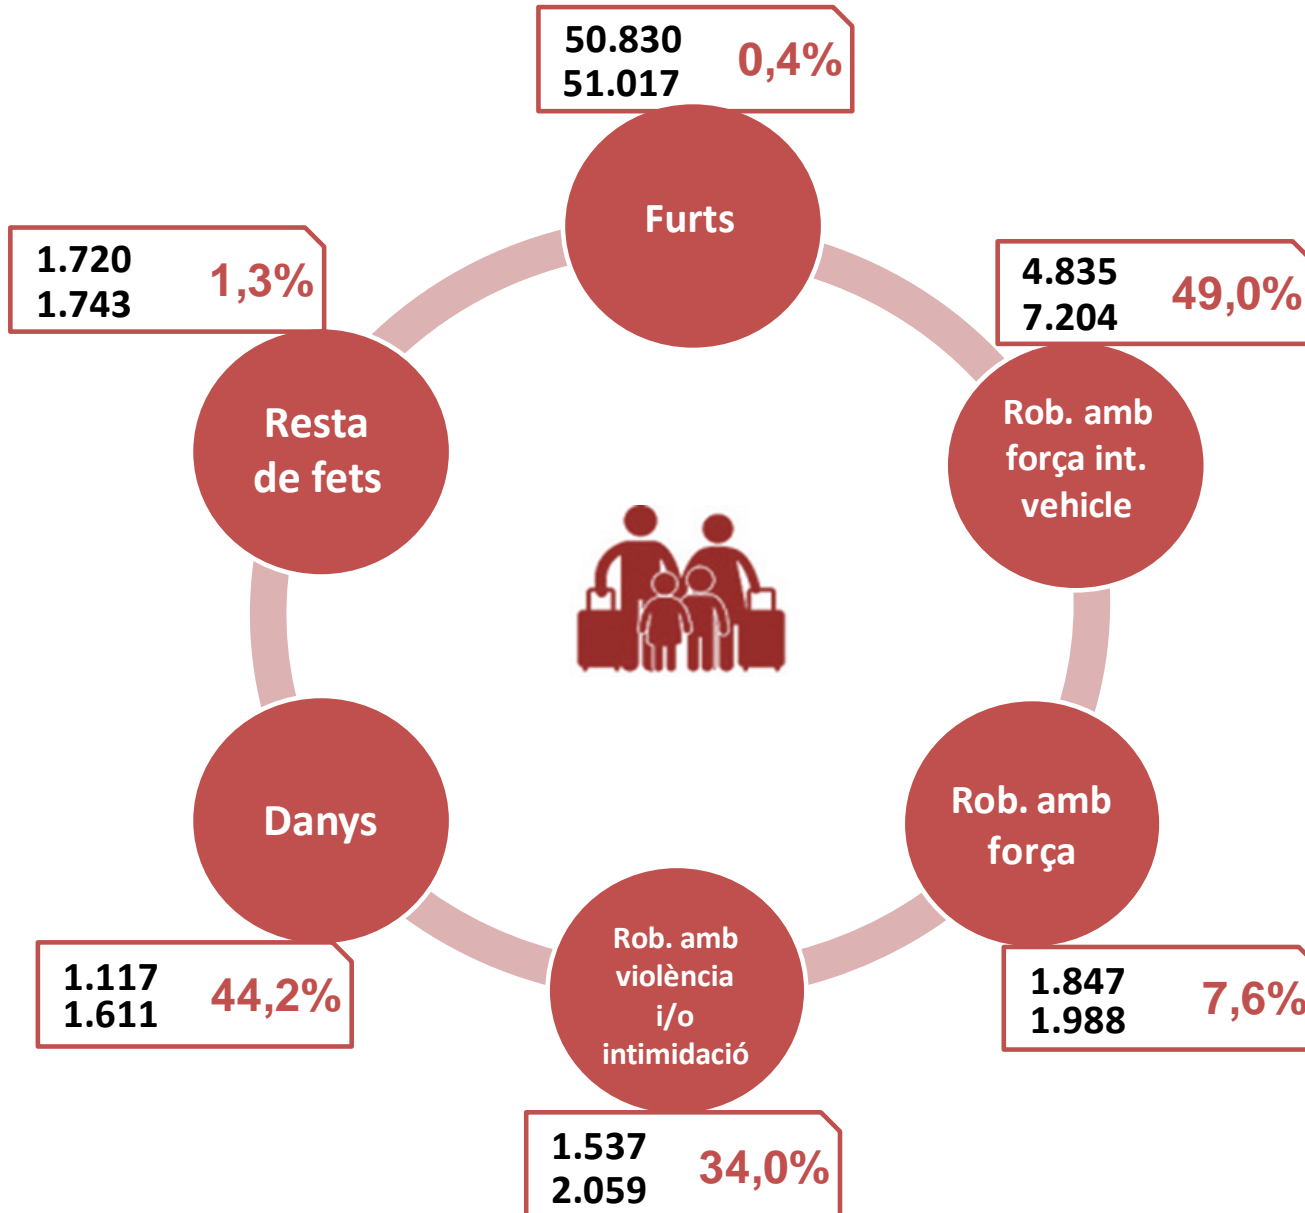 50.830
51.017
0,4%
Furts
4.835
7.204
49,0%
Rob. amb
força int.
vehicle
1.847
1.988
7,6%
Rob. amb
força
1.537
2.059
34,0%
Rob. amb
violència
i/o
intimidació
1.117
1.611
44,2%
Danys
1.720
1.743
1,3%
Resta
de fets